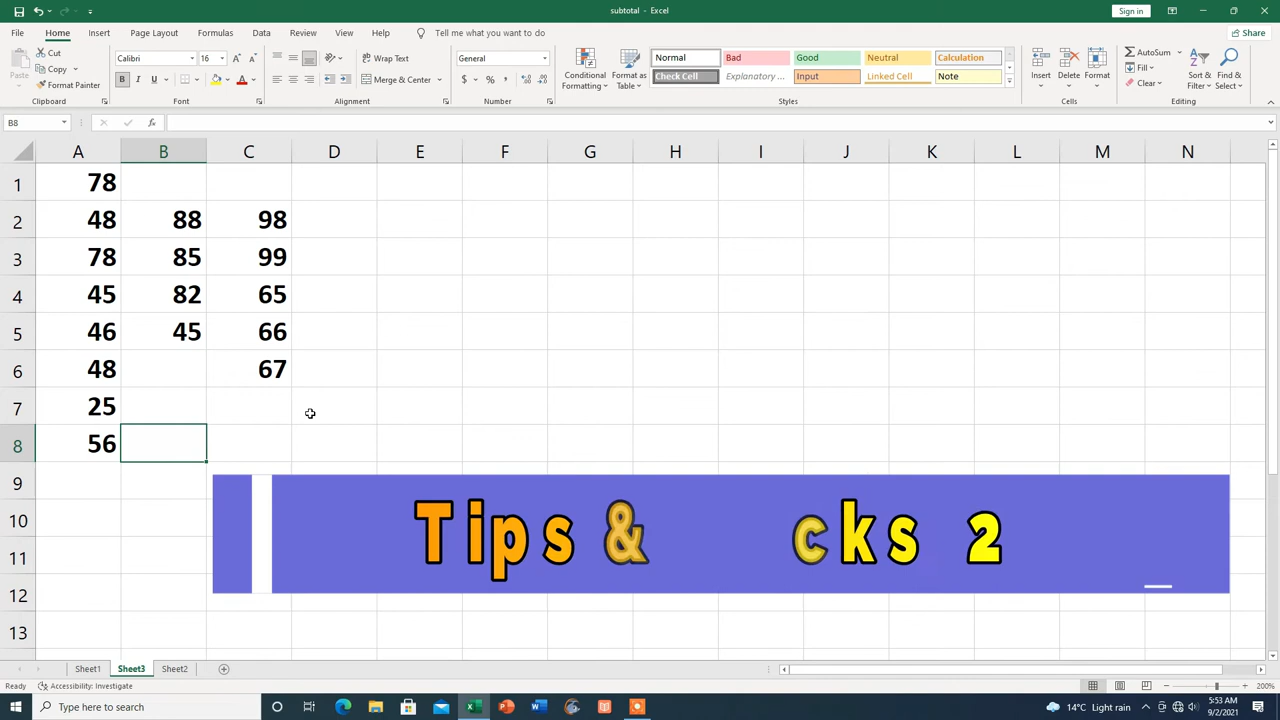 subtotal - Excel
Sign in
File Home Insert Page Layout Formulas Data Review View Help Tell me what you want to do Share
Paste
Cut
Copy
Format Painter
Clipboard
Calibri 16
B I U
Font
Wrap Text
Merge & Center
Alignment
General
$ % ,
Number
Conditional Formatting
Format as Table
Normal Bad Good Neutral Calculation
Check Cell Explanatory ... Input Linked Cell Note
Styles
Insert Delete Format
Cells
AutoSum
Fill
Clear
Sort & Filter
Find & Select
Editing
B8 fx
A B C D E F G H I J K L M N
1 78
2 48 88 98
3 78 85 99
4 45 82 65
5 46 45 66
6 48 67
7 25
8 56
9
10
11
12
13
Tips & cks 2
Sheet1 Sheet3 Sheet2
Ready Accessibility: Investigate 200%
Type here to search
14°C Light rain
5:53 AM
9/2/2021